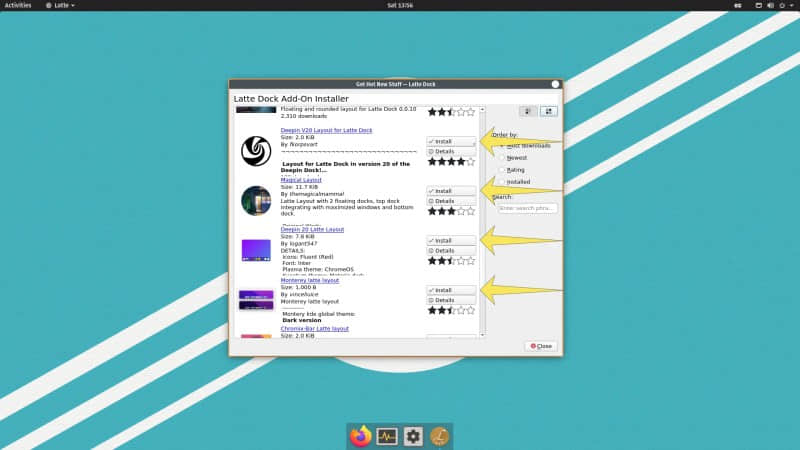 Activities
Latte
Sat 13:56
Get Hot New Stuff — Latte Dock
Latte Dock Add-On Installer
Floating and rounded layout for Latte Dock 0.0.10
2,310 downloads
Deepin V20 Layout for Latte Dock
Size: 2.0 KiB
By
Install
Details
Layout for Latte Dock in version 20 of the
Deepin Dock!...
Magical Layout
Size: 11.7 KiB
By themagicalmammal
Latte Layout with 2 floating docks, top dock
integrating with maximized windows and bottom
dock.
Install
Details
Deepin 20 Latte Layout
Size: 7.8 KiB
By logant547
DETAILS:
Icons: Fluent (Red)
Font: Inter
Plasma theme: ChromeOS
Install
Details
Monterey latte layout
Size: 1.000 B
By vinceliuice
Monterey latte layout
Montery kde global theme:
Dark version
Install
Details
Chromix-Bar Latte layout
Size: 2.0 KiB
Order by:
Most downloads
Newest
Rating
Installed
Search:
Enter search phra...
Close